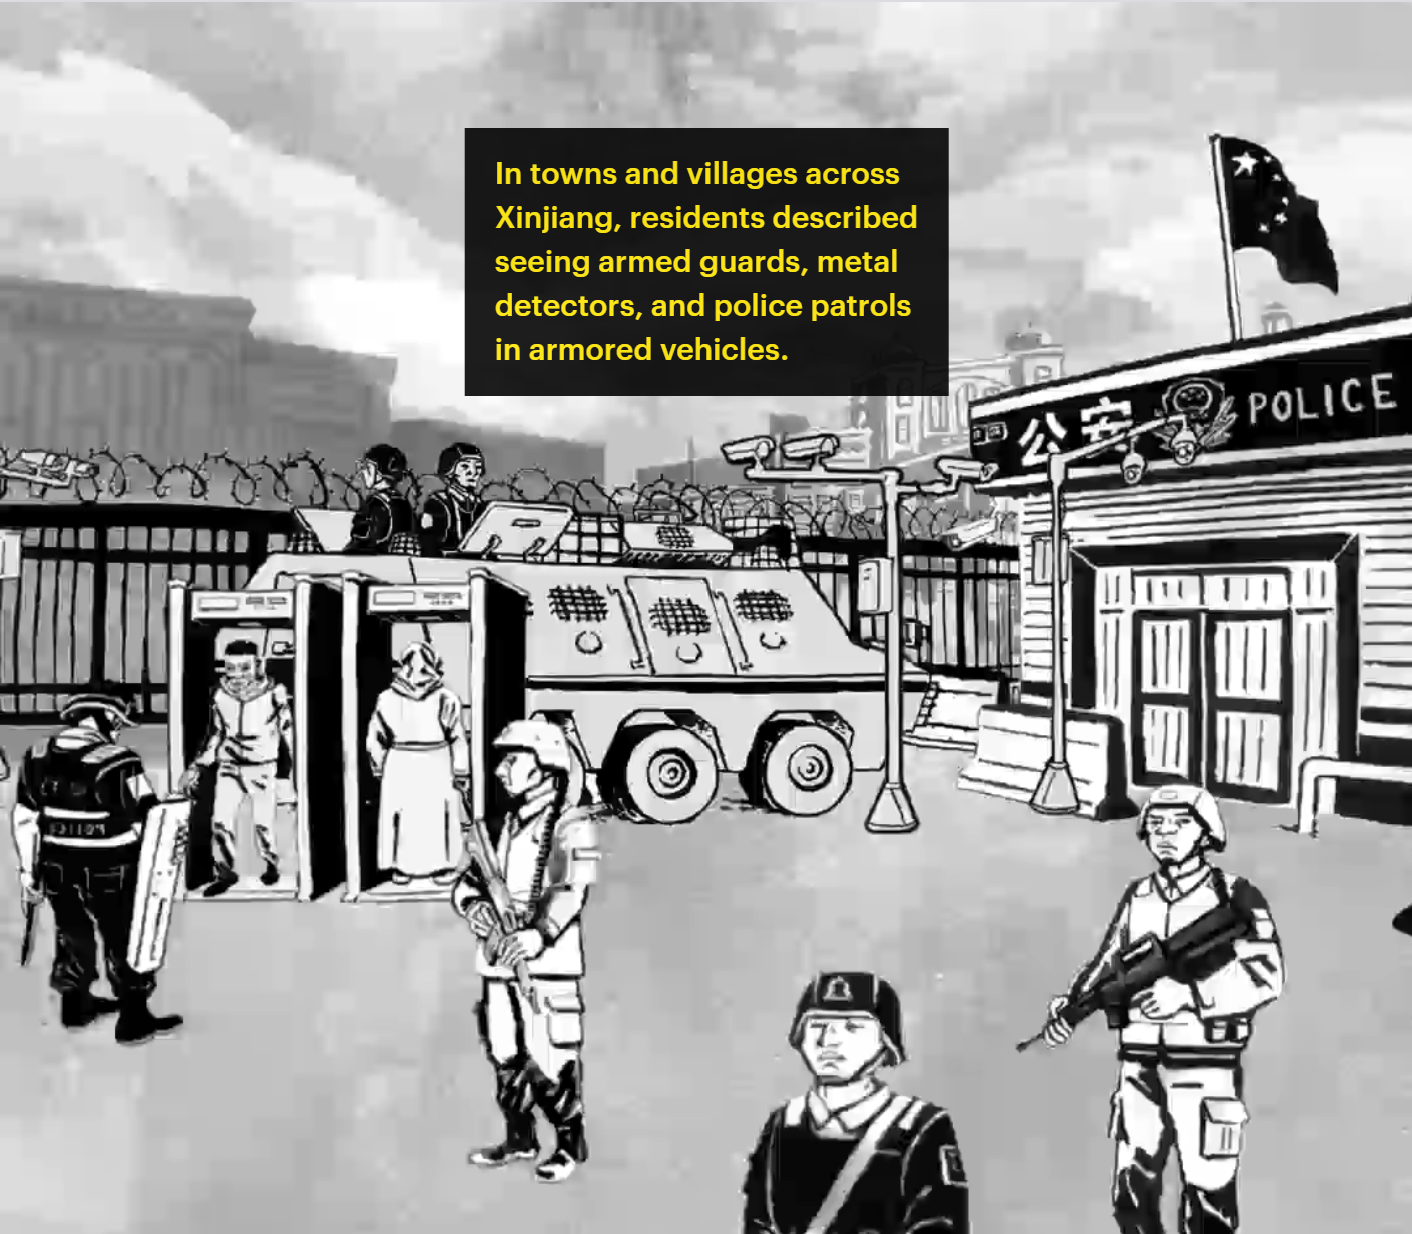 In towns and villages across
Xinjiang, residents described
seeing armed guards, metal
detectors, and police patrols
in armored vehicles.
公安 POLICE